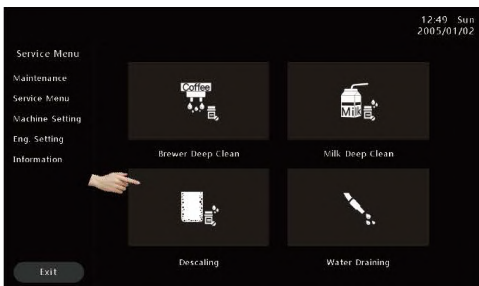 12:49 Sun
2005/01/02
Service Menu
Maintenance
Service Menu
Machine Setting
Eng. Setting
Information
Exit
Coffee
Milk
Brewer Deep Clean
Milk Deep Clean
Descaling
Water Draining